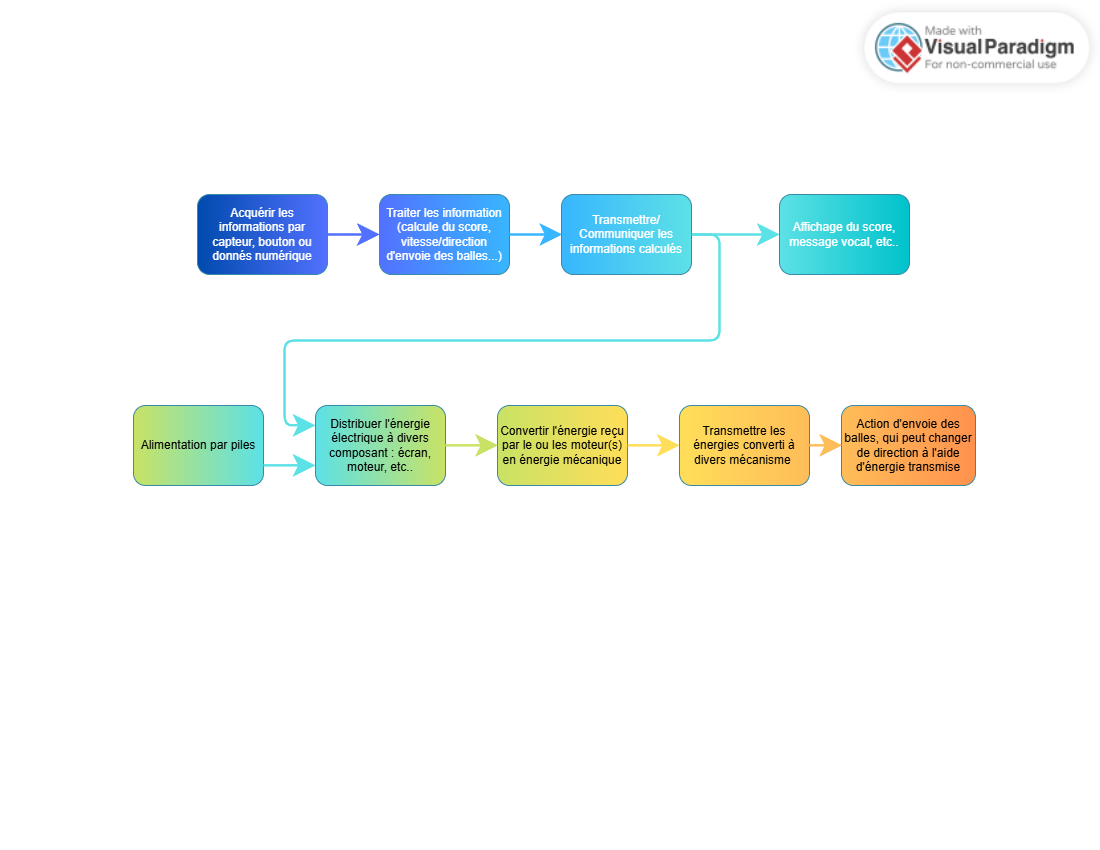 Made with
Visual Paradigm
For non-commercial use
Acquérir les
informations par
capteur, bouton ou
donnés numérique
Traiter les information
(calcule du score,
vitesse/direction
d'envoie des balles...)
Transmettre/
Communiquer les
informations calculés
Affichage du score,
message vocal, etc..
Alimentation par piles
Distribuer l'énergie
électrique à divers
composant : écran,
moteur, etc..
Convertir l'énergie reçu
par le ou les moteur(s)
en énergie mécanique
Transmettre les
énergies converti à
divers mécanisme
Action d'envoie des
balles, qui peut changer
de direction à l'aide
d'énergie transmise